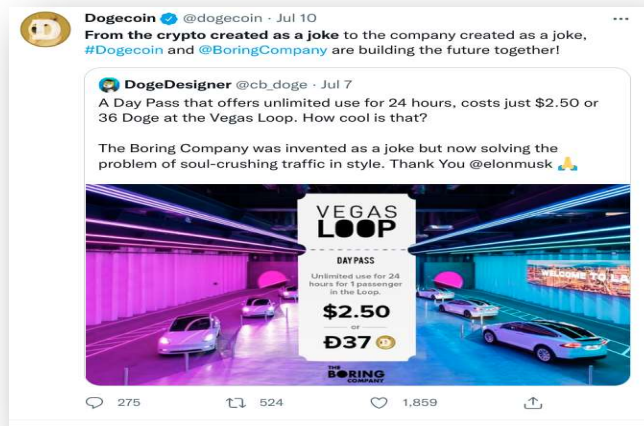 Dogecoin @dogecoin · Jul 10
From the crypto created as a joke to the company created as a joke,
#Dogecoin and @BoringCompany are building the future together!
DogeDesigner @cb_doge · Jul 7
A Day Pass that offers unlimited use for 24 hours, costs just $2.50 or
36 Doge at the Vegas Loop. How cool is that?
The Boring Company was invented as a joke but now solving the
problem of soul-crushing traffic in style. Thank You @elonmusk 🙏
VEGAS
LOOP
DAY PASS
Unlimited use for 24
hours for 1 passenger
in the Loop.
$2.50
or
Ð37
WELCOME TO LA
THE
BORING
COMPANY
275 524 1,859